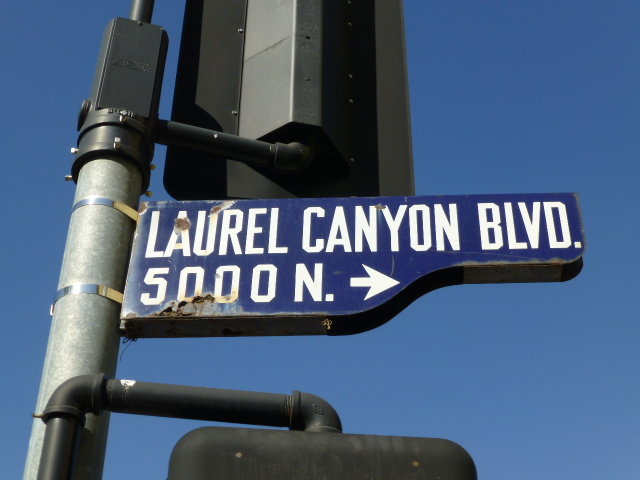 LAUREL CANYON BLVD.
5000 N. →